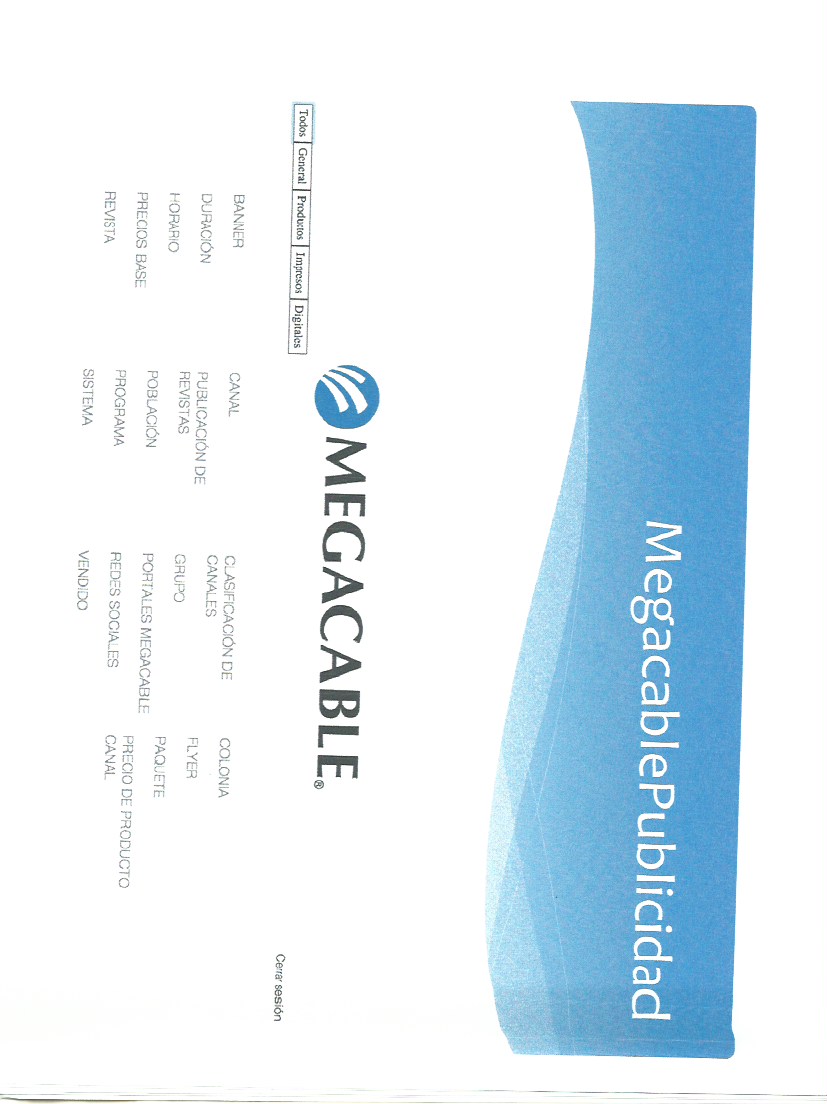 MegacablePublicidad
MEGACABLE®
Cerrar sesión
Todos General Productos Impresos Digitales
BANNER CANAL CLASIFICACIÓN DE CANALES COLONIA
DURACIÓN PUBLICACIÓN DE REVISTAS GRUPO FLYER
HORARIO POBLACIÓN PORTALES MEGACABLE PAQUETE
PRECIOS BASE PROGRAMA REDES SOCIALES PRECIO DE PRODUCTO CANAL
REVISTA SISTEMA VENDIDO